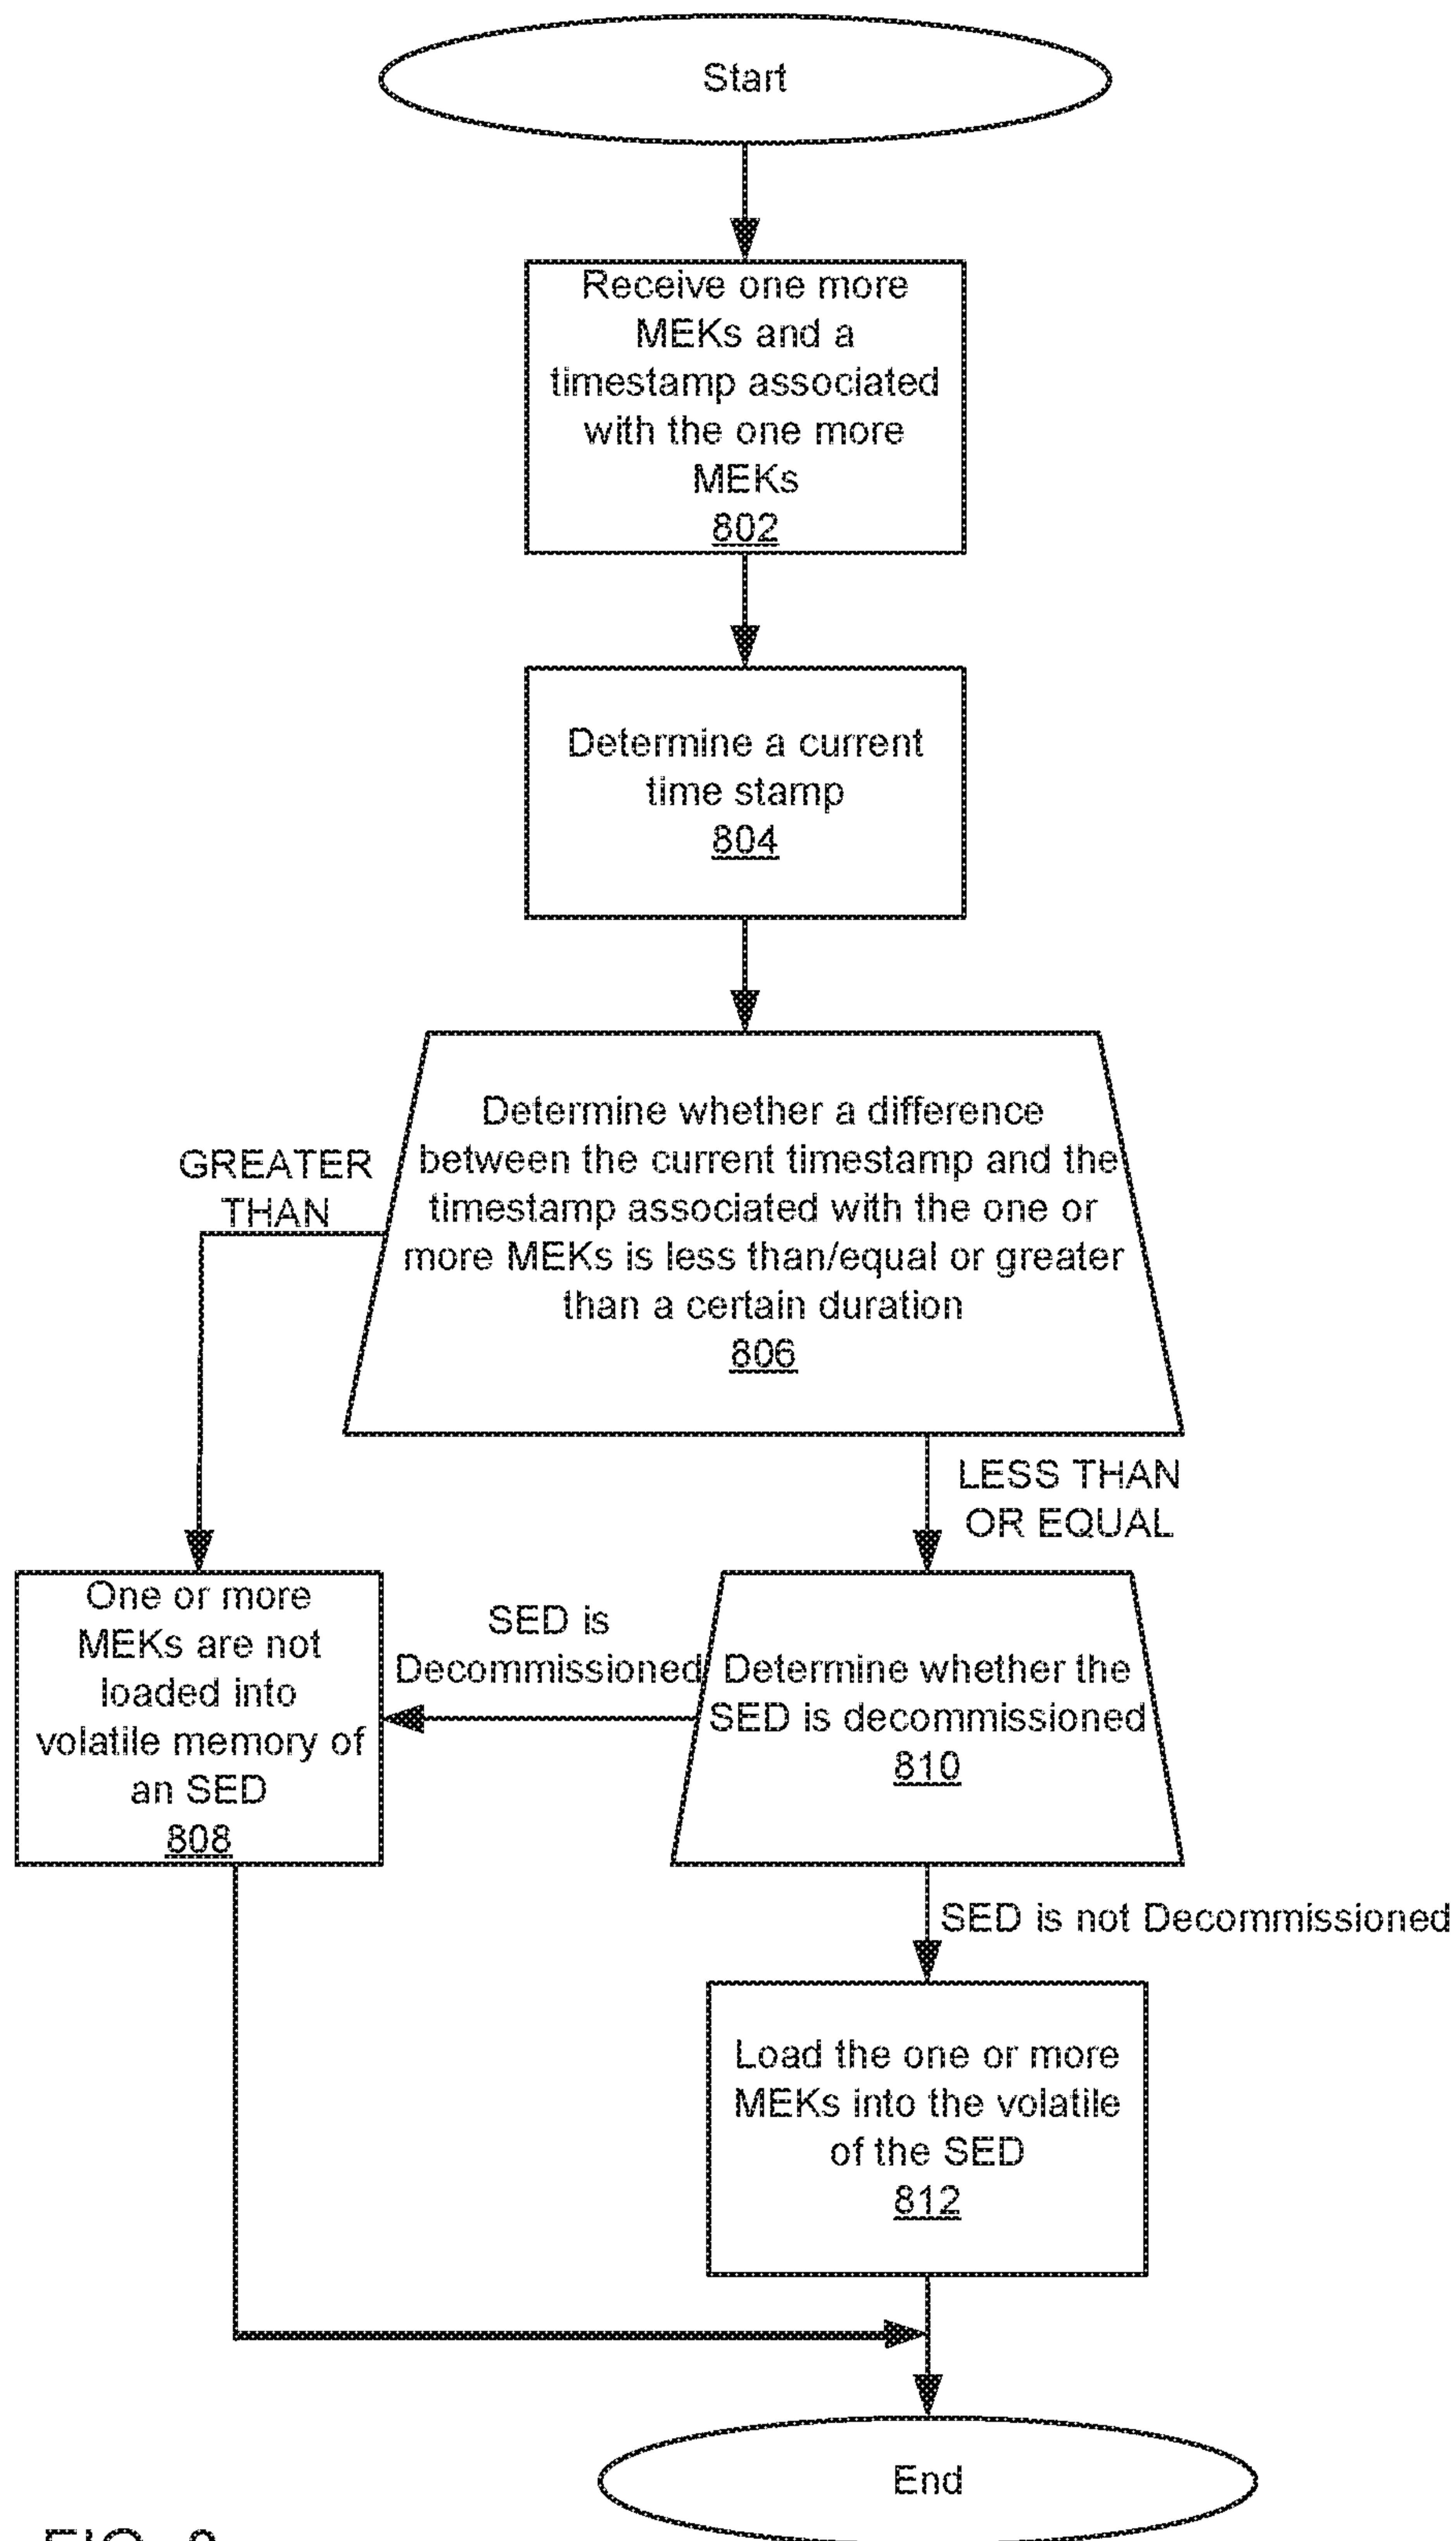 Start
Receive one more
MEKs and a
timestamp associated
with the one more
MEKs
802
Determine a current
time stamp
804
Determine whether a difference
between the current timestamp and the
timestamp associated with the one or
more MEKs is less than/equal or greater
than a certain duration
806
GREATER
THAN
LESS THAN
OR EQUAL
One or more
MEKs are not
loaded into
volatile memory of
an SED
808
SED is
Decommissioned
Determine whether the
SED is decommissioned
810
SED is not Decommissioned
Load the one or more
MEKs into the volatile
of the SED
812
End